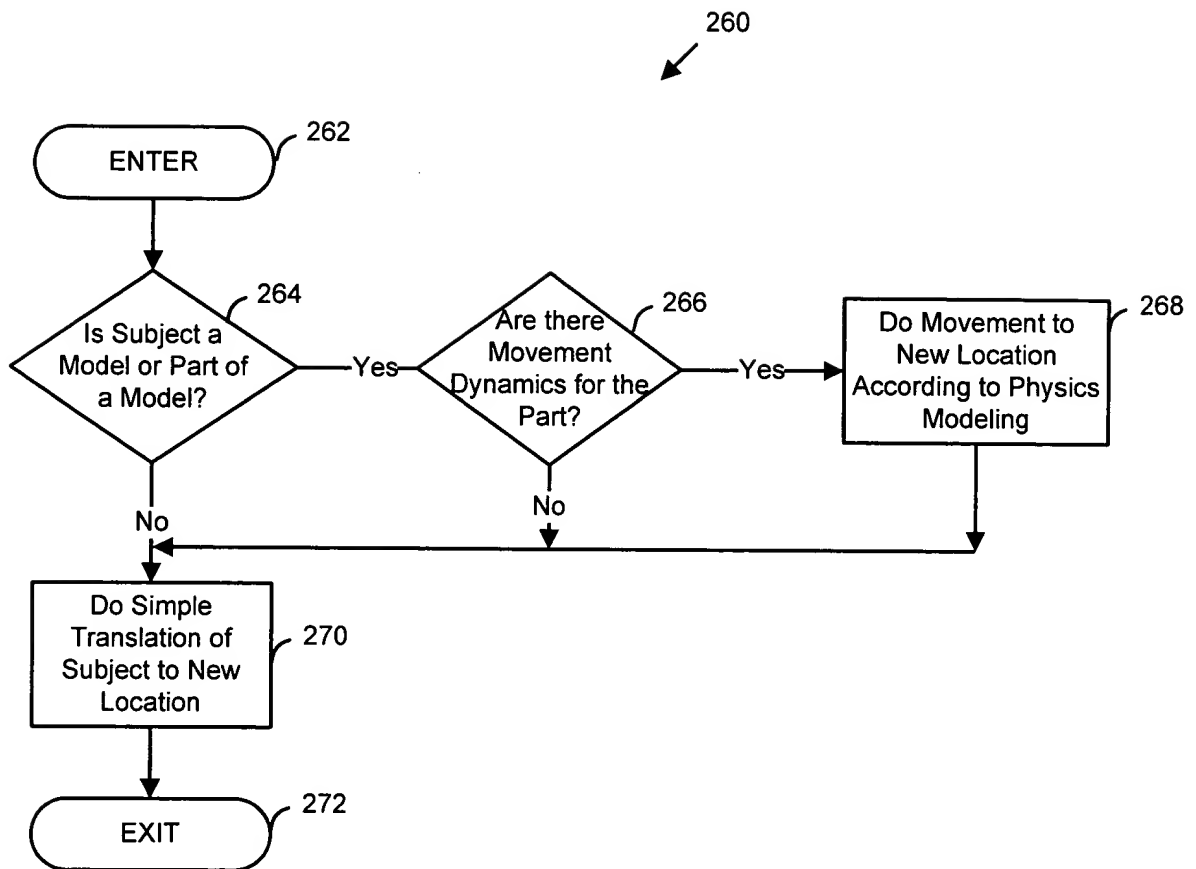 260
ENTER
262
Is Subject a
Model or Part of
a Model?
264
Yes
Are there
Movement
Dynamics for the
Part?
266
Yes
Do Movement to
New Location
According to Physics
Modeling
268
No
No
Do Simple
Translation of
Subject to New
Location
270
EXIT
272